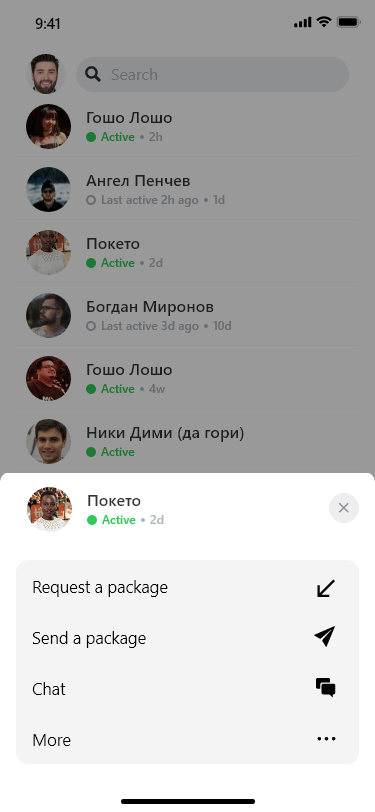 9:41
Search
Гошо Лошо
Active • 2h
Ангел Пенчев
Last active 2h ago • 1d
Покето
Active • 2d
Богдан Миронов
Last active 3d ago • 10d
Гошо Лошо
Active • 4w
Ники Дими (да гори)
Active
Покето
Active • 2d
Request a package
Send a package
Chat
More